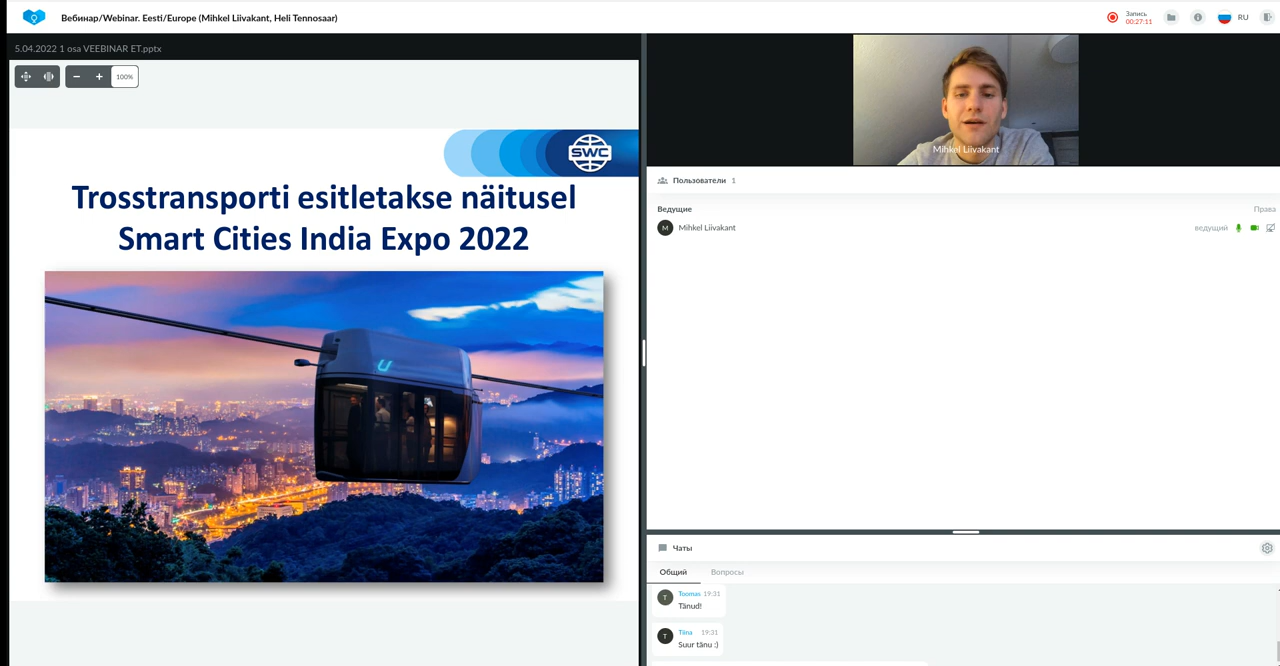 Вебинар/Webinar. Eesti/Europe (Mihkel Liivakant, Heli Tennosaar)
Запись
00:27:11
RU
5.04.2022 1 osa VEEBINAR ET.pptx
100%
SWC
Trosstransporti esitletakse näitusel
Smart Cities India Expo 2022
U
Mihkel Liivakant
Пользователи 1
Ведущие Права
M Mihkel Liivakant ведущий
Чаты
Общий Вопросы
T Toomas 19:31
Tänud!
T Tiina 19:31
Suur tänu :)